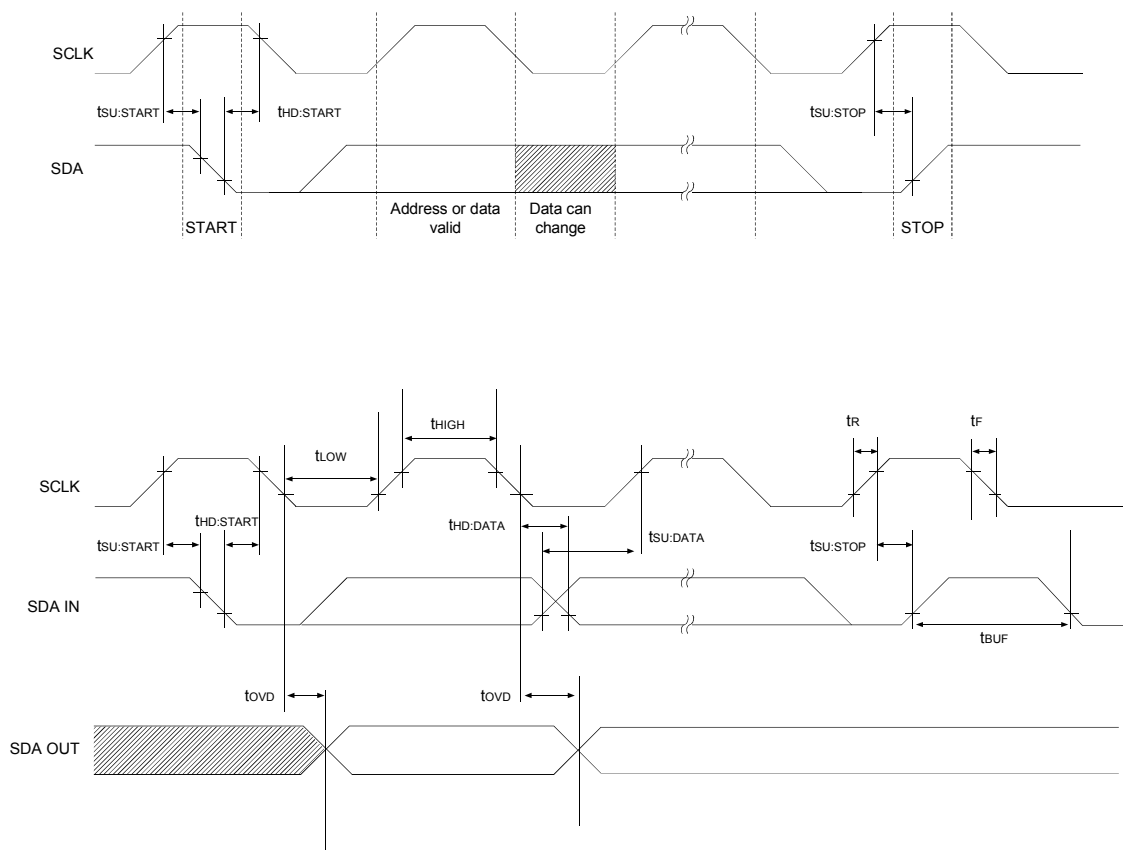 SCLK
tSU:START
tHD:START
tSU:STOP
SDA
Address or data
valid
Data can
change
START
STOP
tHIGH
tR
tF
tLOW
SCLK
tHD:START
tHD:DATA
tSU:START
tSU:DATA
tSU:STOP
SDA IN
tBUF
tOVD
tOVD
SDA OUT